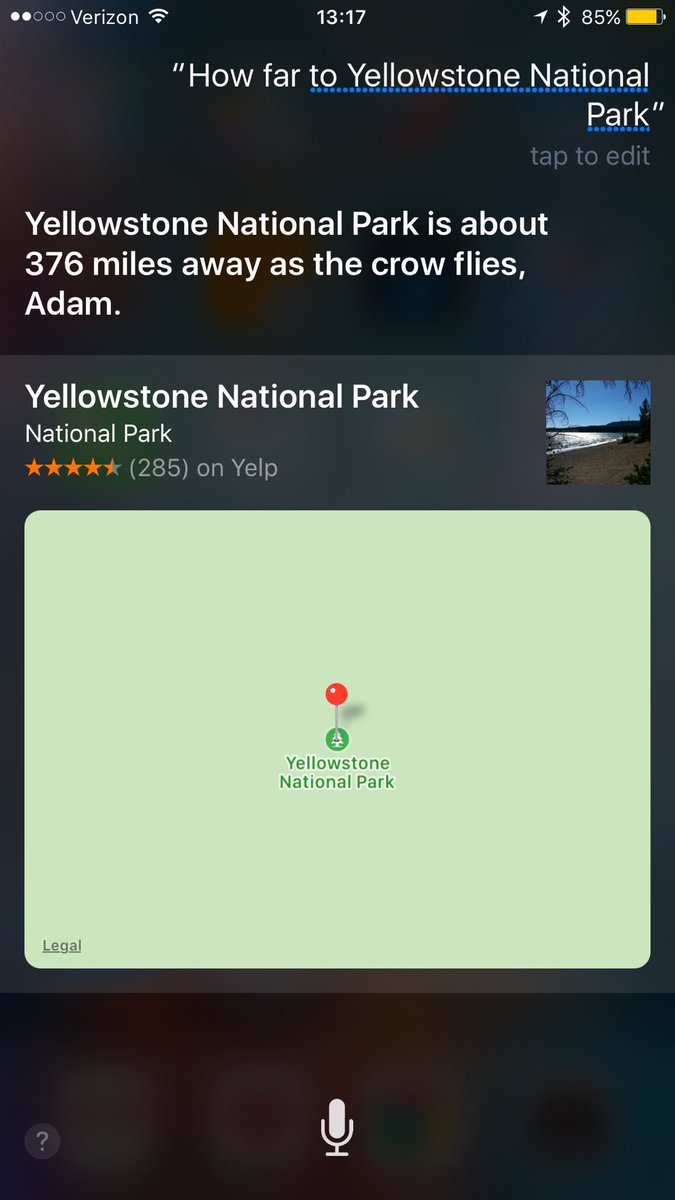 Verizon 13:17 85%
“How far to Yellowstone National
Park”
tap to edit
Yellowstone National Park is about
376 miles away as the crow flies,
Adam.
Yellowstone National Park
National Park
(285) on Yelp
Yellowstone
National Park
Legal
?